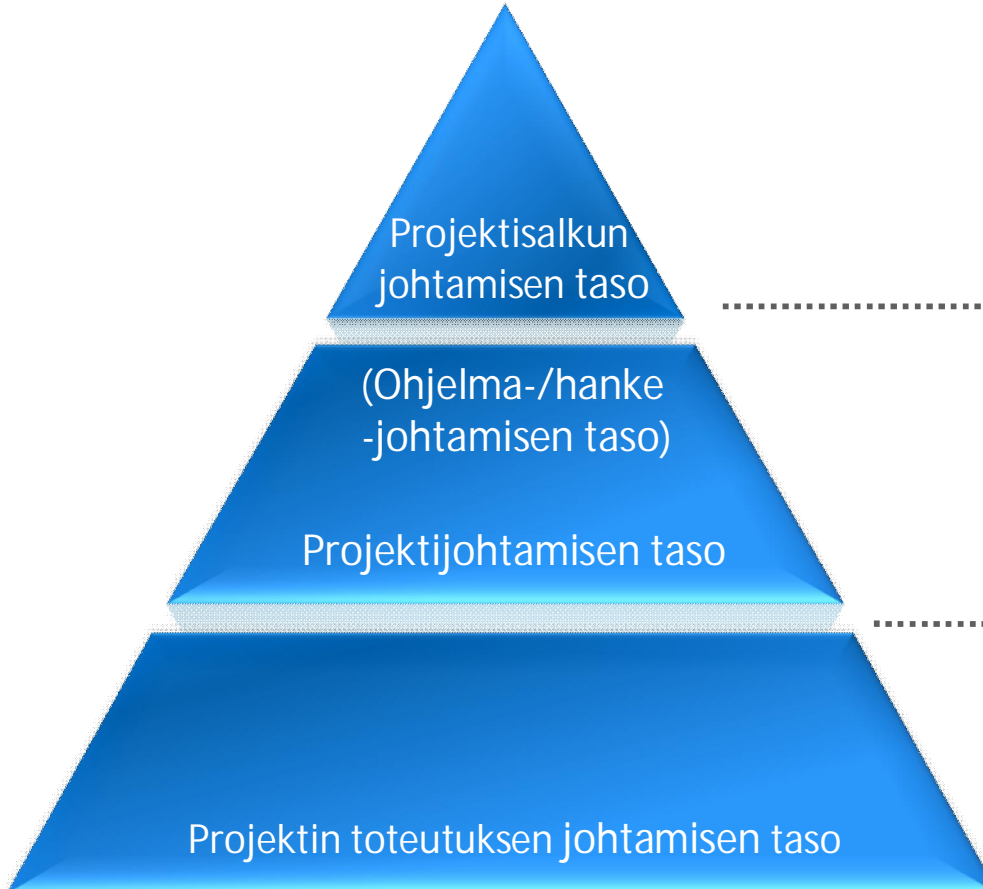 Projektisalkun
johtamisen taso
(Ohjelma-/hanke
-johtamisen taso)
Projektijohtamisen taso
Projektin toteutuksen johtamisen taso